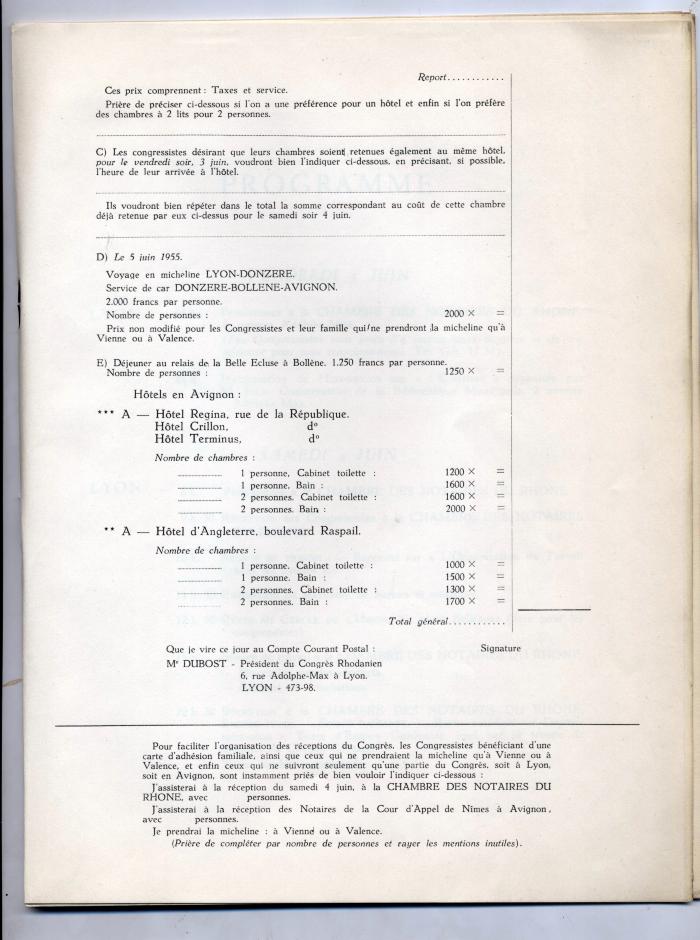 Report............
Ces prix comprennent : Taxes et service.
Prière de préciser ci-dessous si l'on a une préférence pour un hôtel et enfin si l'on préfère
des chambres à 2 lits pour 2 personnes.
C) Les congressistes désirant que leurs chambres soient retenues également au même hôtel,
pour le vendredi soir, 3 juin, voudront bien l'indiquer ci-dessous, en précisant, si possible,
l'heure de leur arrivée à l'hôtel.
Ils voudront bien répéter dans le total la somme correspondant au coût de cette chambre
déjà retenue par eux ci-dessus pour le samedi soir 4 juin.
D) Le 5 juin 1955.
Voyage en micheline LYON-DONZERE.
Service de car DONZERE-BOLLENE-AVIGNON.
2.000 francs par personne.
Nombre de personnes : 2000 × =
Prix non modifié pour les Congressistes et leur famille qui ne prendront la micheline qu'à
Vienne ou à Valence.
E) Déjeuner au relais de la Belle Ecluse à Bollène. 1.250 francs par personne.
Nombre de personnes : 1250 × =
Hôtels en Avignon :
*** A — Hôtel Regina, rue de la République.
Hôtel Crillon, d°
Hôtel Terminus, d°
Nombre de chambres :
1 personne, Cabinet toilette : 1200 × =
1 personne, Bain : 1600 × =
2 personnes. Cabinet toilette : 1600 × =
2 personnes. Bain : 2000 × =
** A — Hôtel d'Angleterre, boulevard Raspail.
Nombre de chambres :
1 personne. Cabinet toilette : 1000 × =
1 personne. Bain : 1500 × =
2 personnes. Cabinet toilette : 1300 × =
2 personnes. Bain : 1700 × =
Total général............
Que je vire ce jour au Compte Courant Postal : Signature
Me DUBOST - Président du Congrès Rhodanien
6, rue Adolphe-Max à Lyon.
LYON - 473-98.
Pour faciliter l'organisation des réceptions du Congrès, les Congressistes bénéficiant d'une
carte d'adhésion familiale, ainsi que ceux qui ne prendraient la micheline qu'à Vienne ou à
Valence, et enfin ceux qui ne suivront seulement qu'une partie du Congrès, soit à Lyon,
soit en Avignon, sont instamment priés de bien vouloir l'indiquer ci-dessous :
J'assisterai à la réception du samedi 4 juin, à la CHAMBRE DES NOTAIRES DU
RHONE, avec personnes.
J'assisterai à la réception des Notaires de la Cour d'Appel de Nîmes à Avignon,
avec personnes.
Je prendrai la micheline : à Vienne ou à Valence.
(Prière de compléter par nombre de personnes et rayer les mentions inutiles).